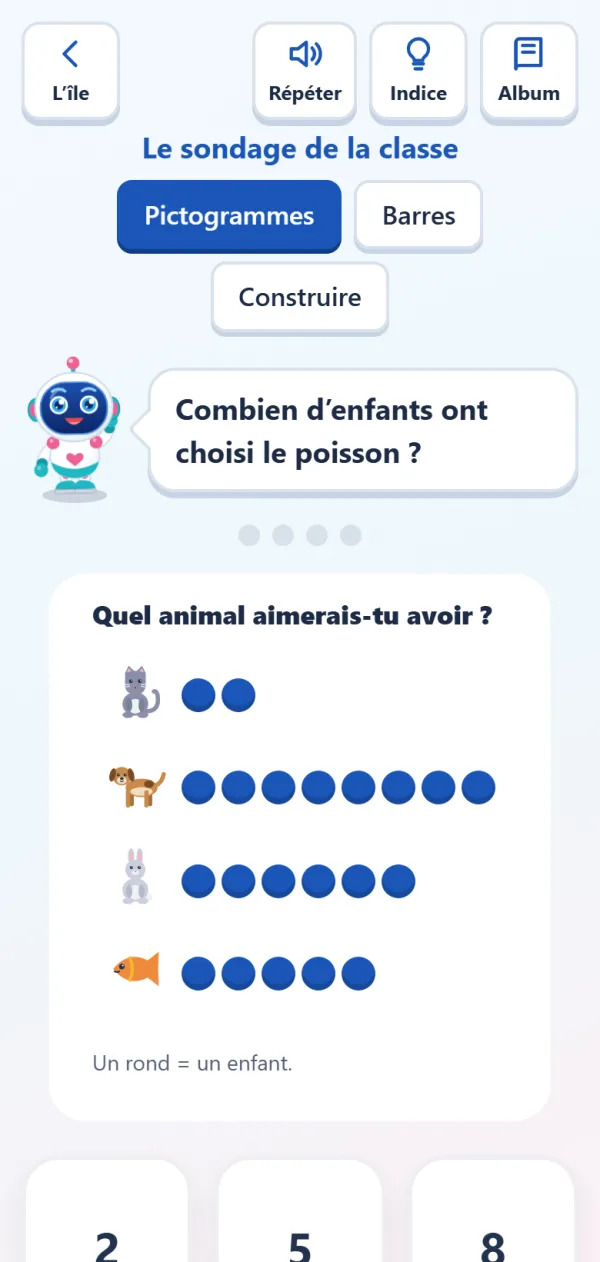 L’île
Répéter
Indice
Album
Le sondage de la classe
Pictogrammes
Barres
Construire
Combien d’enfants ont
choisi le poisson ?
Quel animal aimerais-tu avoir ?
Un rond = un enfant.
2
5
8